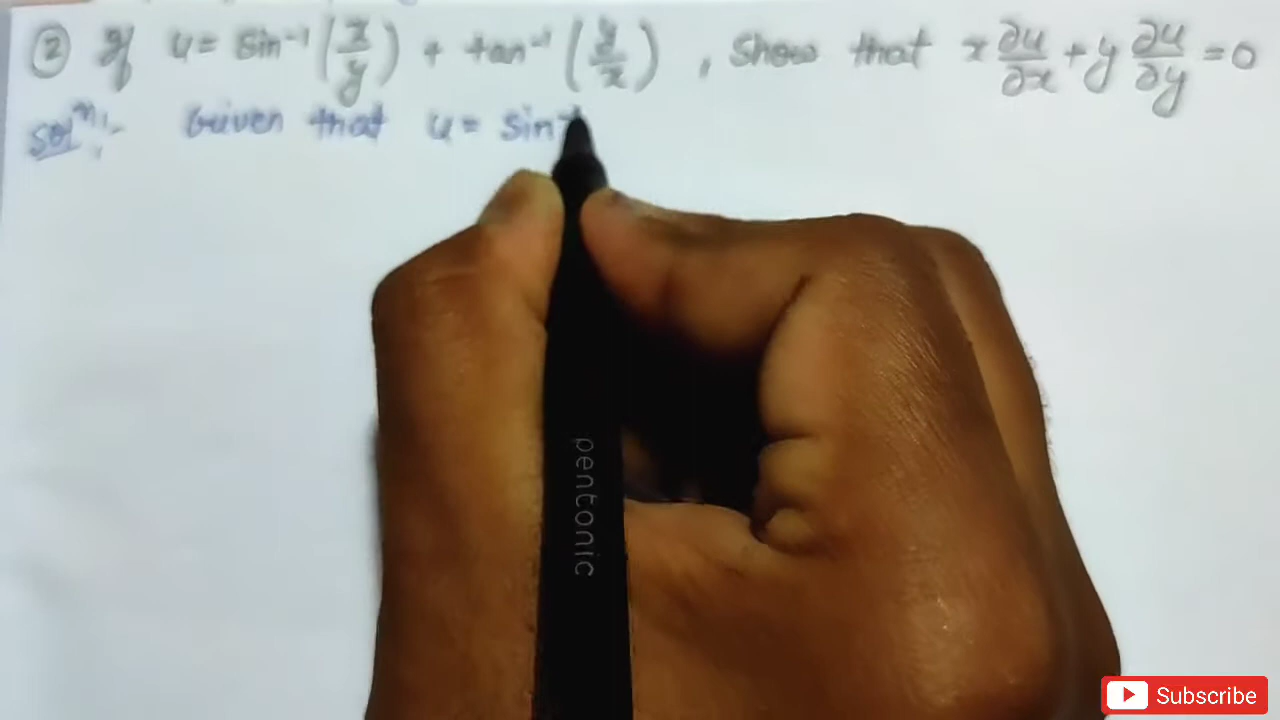 ② If u = sin⁻¹(x/y) + tan⁻¹(y/x), show that x ∂u/∂x + y ∂u/∂y = 0
Solⁿ:- Given that u = sin⁻
pentonic
Subscribe